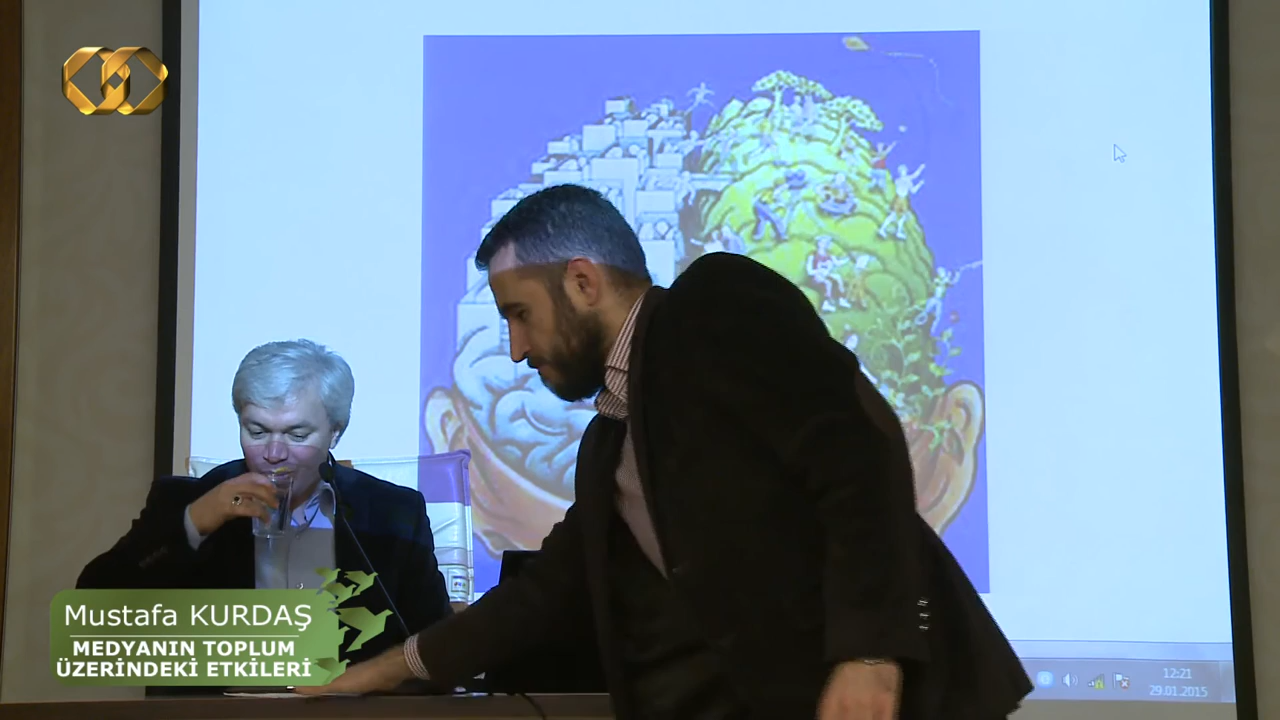 Mustafa KURDAŞ
MEDYANIN TOPLUM
ÜZERİNDEKİ ETKİLERİ
12:21
29.01.2015